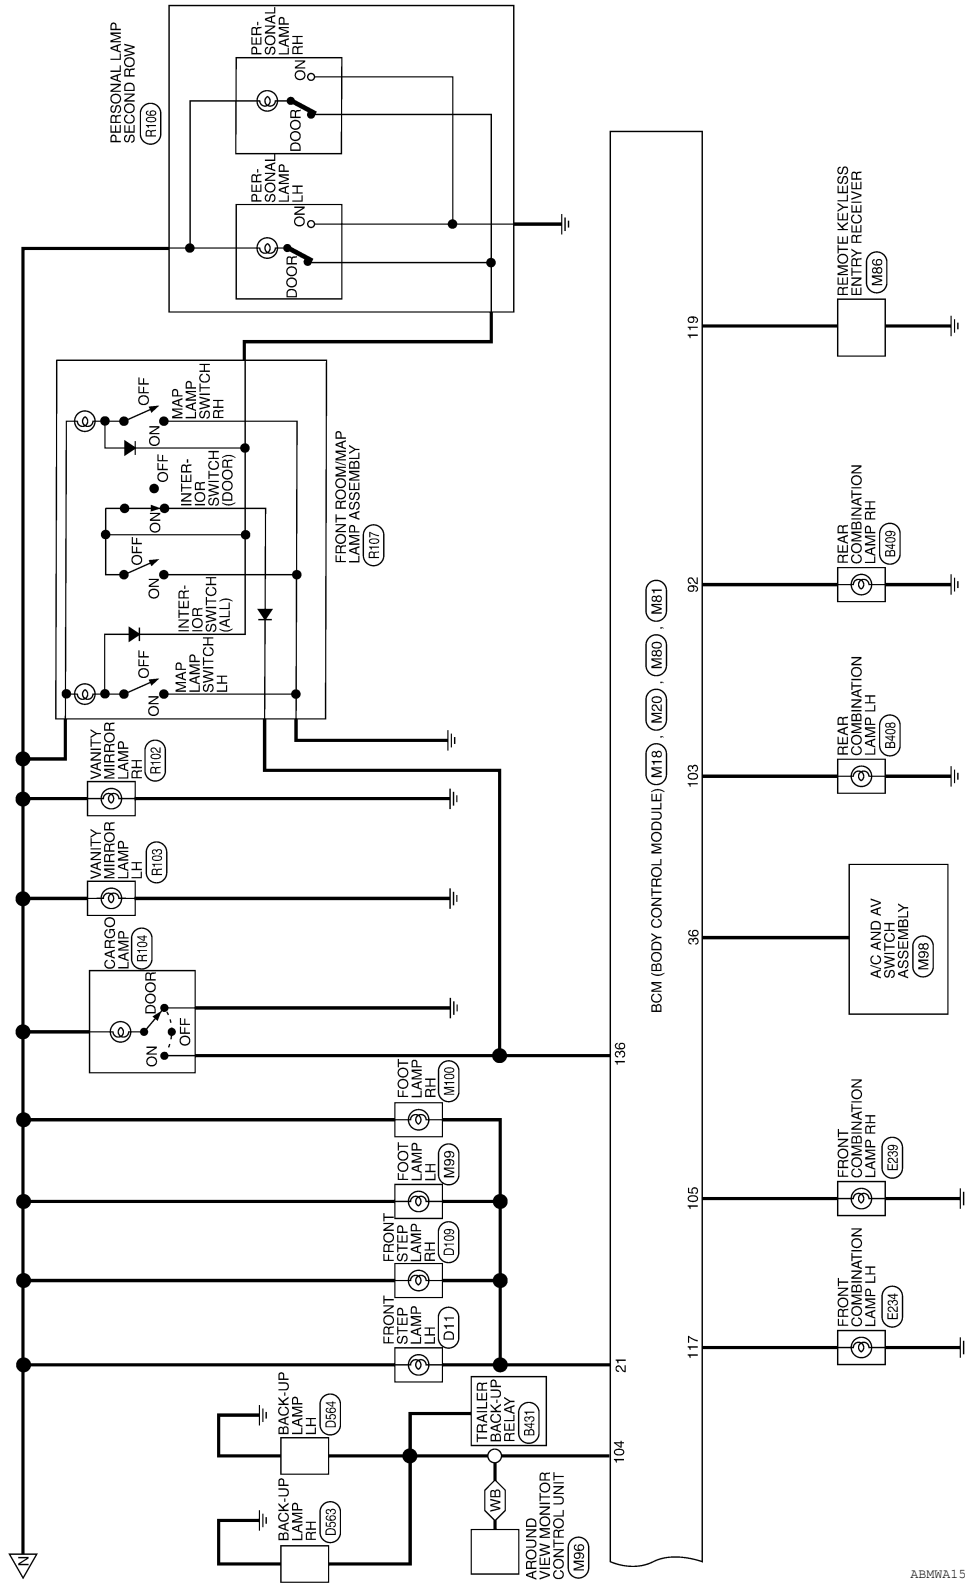 PERSONAL LAMP
SECOND ROW
R106
PER-
SONAL
LAMP
RH
ON
DOOR
PER-
SONAL
LAMP
LH
ON
DOOR
OFF
ON
MAP
LAMP
SWITCH
RH
OFF
ON
INTER-
IOR
SWITCH
(DOOR)
OFF
ON
INTER-
IOR
SWITCH
(ALL)
OFF
ON
MAP
LAMP
SWITCH
LH
FRONT ROOM/MAP
LAMP ASSEMBLY
R107
VANITY
MIRROR
LAMP
RH
R102
VANITY
MIRROR
LAMP
LH
R103
CARGO
LAMP
R104
DOOR
OFF
ON
FOOT
LAMP
RH
M100
FOOT
LAMP
LH
M99
FRONT
STEP
LAMP
RH
D109
FRONT
STEP
LAMP
LH
D11
BACK-UP
LAMP
LH
D564
BACK-UP
LAMP
RH
D563
TRAILER
BACK-UP
RELAY
B431
WB
AROUND
VIEW MONITOR
CONTROL UNIT
M96
N
104
21
136
BCM (BODY CONTROL MODULE) M18 , M20 , M80 , M81
117
105
36
103
92
119
FRONT
COMBINATION
LAMP LH
E234
FRONT
COMBINATION
LAMP RH
E239
A/C AND AV
SWITCH
ASSEMBLY
M98
REAR
COMBINATION
LAMP LH
B408
REAR
COMBINATION
LAMP RH
B409
REMOTE KEYLESS
ENTRY RECEIVER
M86
ABMWA15